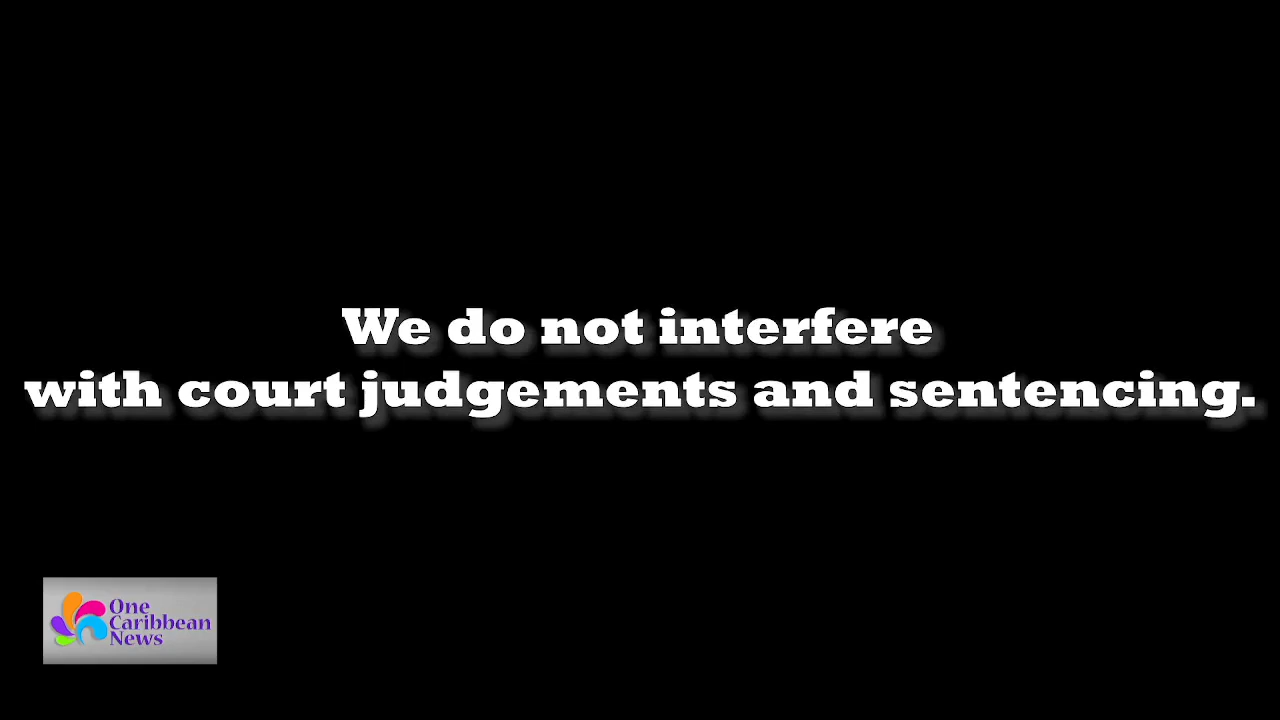 We do not interfere
with court judgements and sentencing.
One
Caribbean
News